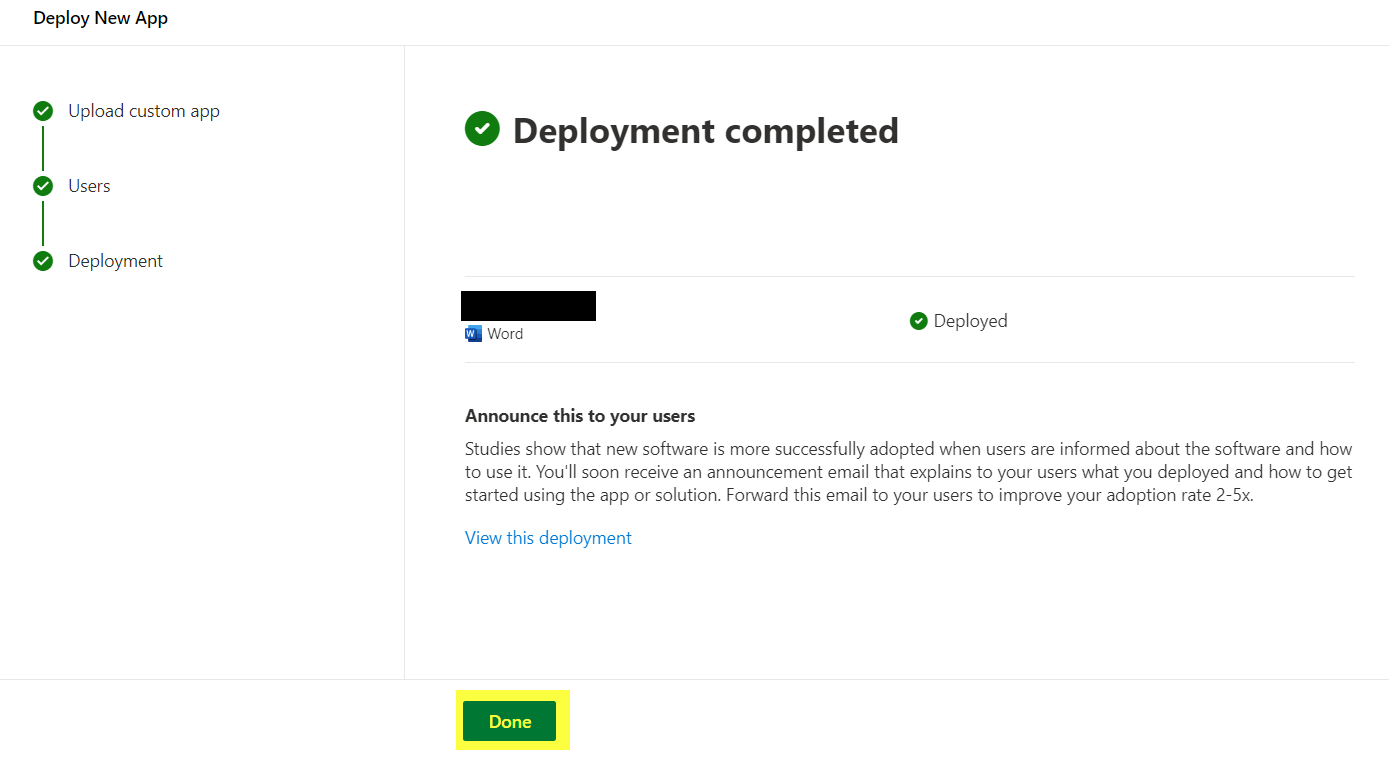 Deploy New App
Upload custom app
Users
Deployment
Deployment completed
W Word
Deployed
Announce this to your users
Studies show that new software is more successfully adopted when users are informed about the software and how
to use it. You'll soon receive an announcement email that explains to your users what you deployed and how to get
started using the app or solution. Forward this email to your users to improve your adoption rate 2-5x.
View this deployment
Done